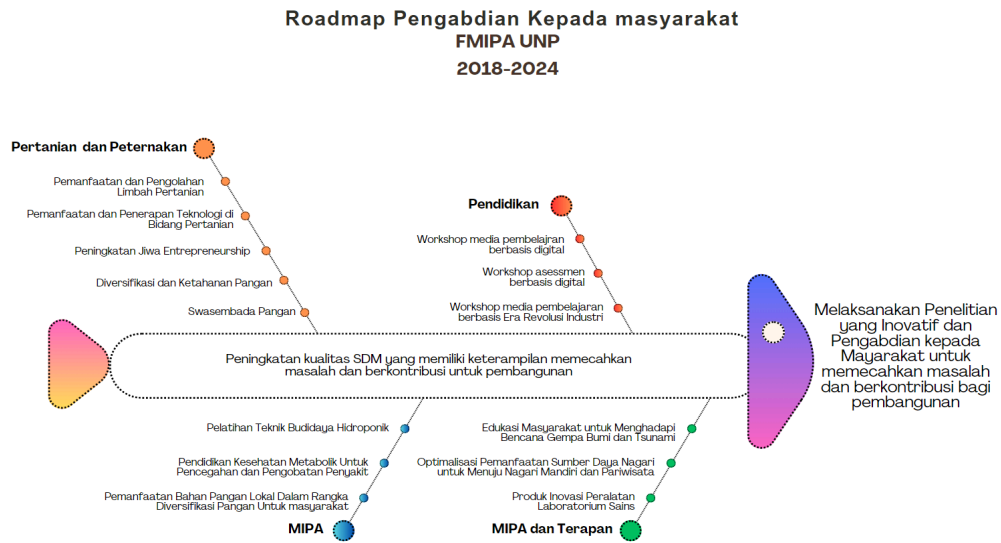 Roadmap Pengabdian Kepada masyarakat
FMIPA UNP
2018-2024
Pertanian dan Peternakan
Pemanfaatan dan Pengolahan
Limbah Pertanian
Pemanfaatan dan Penerapan Teknologi di
Bidang Pertanian
Peningkatan Jiwa Entrepreneurship
Diversifikasi dan Ketahanan Pangan
Swasembada Pangan
Pendidikan
Workshop media pembelajran
berbasis digital
Workshop asessmen
berbasis digital
Workshop media pembelajaran
berbasis Era Revolusi Industri
Peningkatan kualitas SDM yang memiliki keterampilan memecahkan
masalah dan berkontribusi untuk pembangunan
Melaksanakan Penelitian
yang Inovatif dan
Pengabdian kepada
Mayarakat untuk
memecahkan masalah
dan berkontribusi bagi
pembangunan
Pelatihan Teknik Budidaya Hidroponik
Pendidikan Kesehatan Metabolik Untuk
Pencegahan dan Pengobatan Penyakit
Pemanfaatan Bahan Pangan Lokal Dalam Rangka
Diversifikasi Pangan Untuk masyarakat
MIPA
Edukasi Masyarakat untuk Menghadapi
Bencana Gempa Bumi dan Tsunami
Optimalisasi Pemanfaatan Sumber Daya Nagari
untuk Menuju Nagari Mandiri dan Pariwisata
Produk Inovasi Peralatan
Laboratorium Sains
MIPA dan Terapan